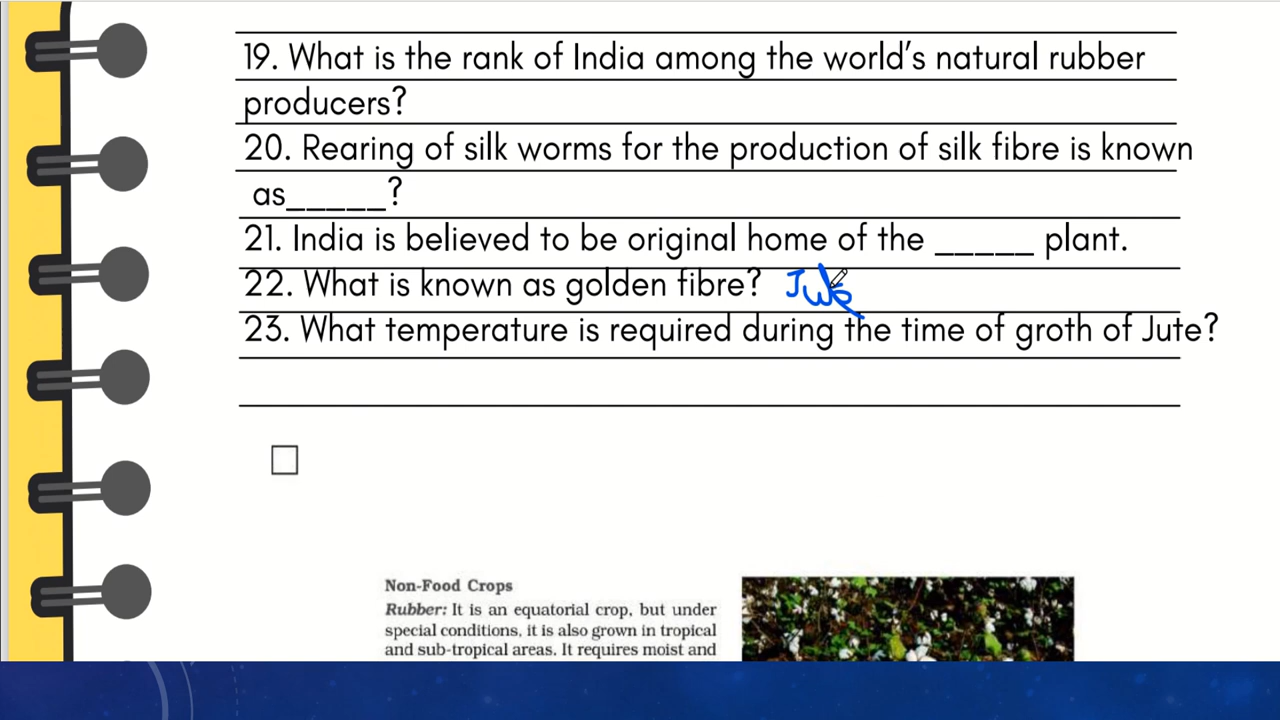 19. What is the rank of India among the world's natural rubber
producers?
20. Rearing of silk worms for the production of silk fibre is known
as_____?
21. India is believed to be original home of the _____ plant.
22. What is known as golden fibre? Jute
23. What temperature is required during the time of groth of Jute?
Non-Food Crops
Rubber: It is an equatorial crop, but under
special conditions, it is also grown in tropical
and sub-tropical areas. It requires moist and